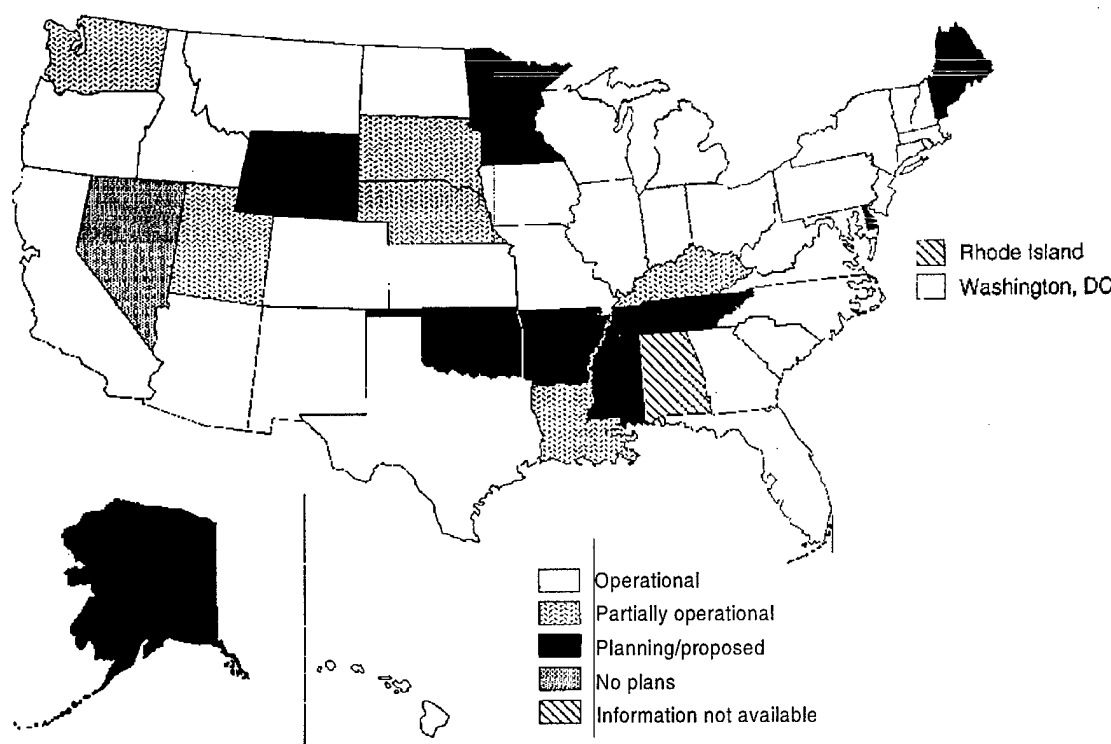 Rhode Island
Washington, DC
Operational
Partially operational
Planning/proposed
No plans
Information not available